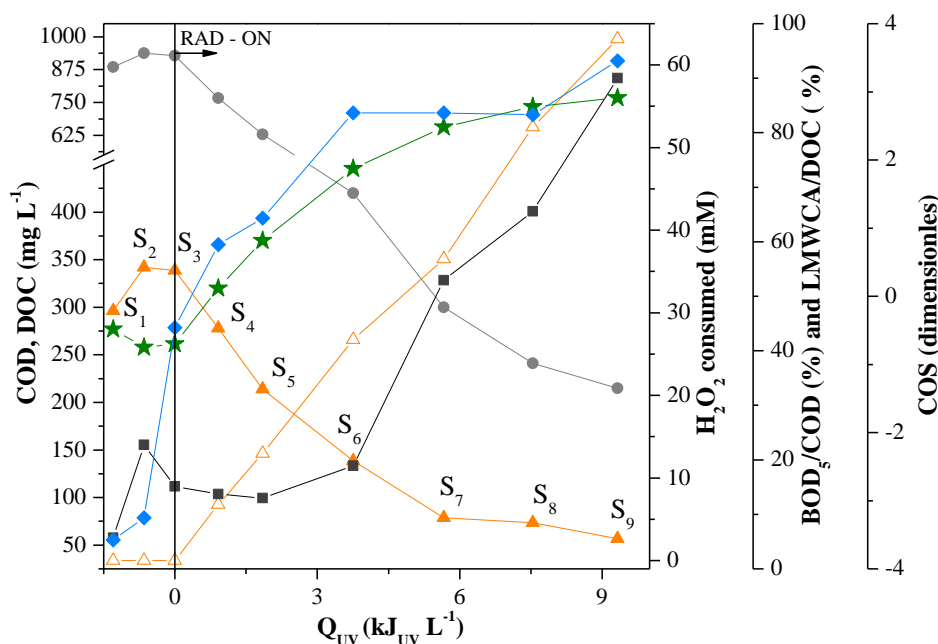 RAD - ON
1000
875
750
625
400
350
300
250
200
150
100
50
COD, DOC (mg L⁻¹)
S₁
S₂
S₃
S₄
S₅
S₆
S₇
S₈
S₉
0
3
6
9
Q_UV (kJ_UV L⁻¹)
60
50
40
30
20
10
0
H₂O₂ consumed (mM)
100
80
60
40
20
0
BOD₅/COD (%) and LMWCA/DOC ( %)
4
2
0
-2
-4
COS (dimensionles)